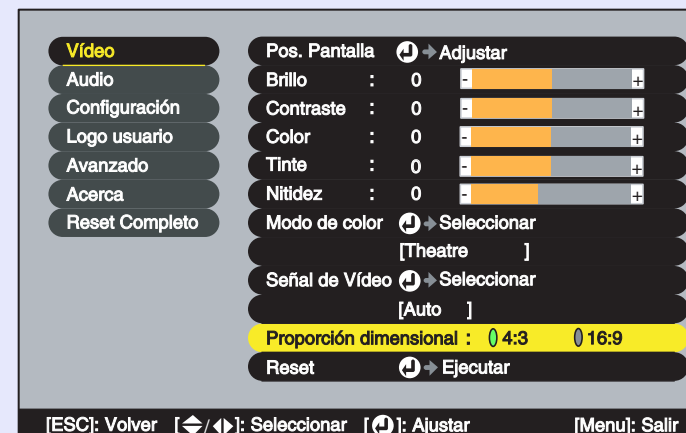 Vídeo
Audio
Configuración
Logo usuario
Avanzado
Acerca
Reset Completo
Pos. Pantalla Adjustar
Brillo : 0 - +
Contraste : 0 - +
Color : 0 - +
Tinte : 0 - +
Nitidez : 0 - +
Modo de color Seleccionar
[Theatre ]
Señal de Vídeo Seleccionar
[Auto ]
Proporción dimensional : 4:3 16:9
Reset Ejecutar
[ESC]: Volver [ / ]: Seleccionar [ ]: Ajustar [Menu]: Salir